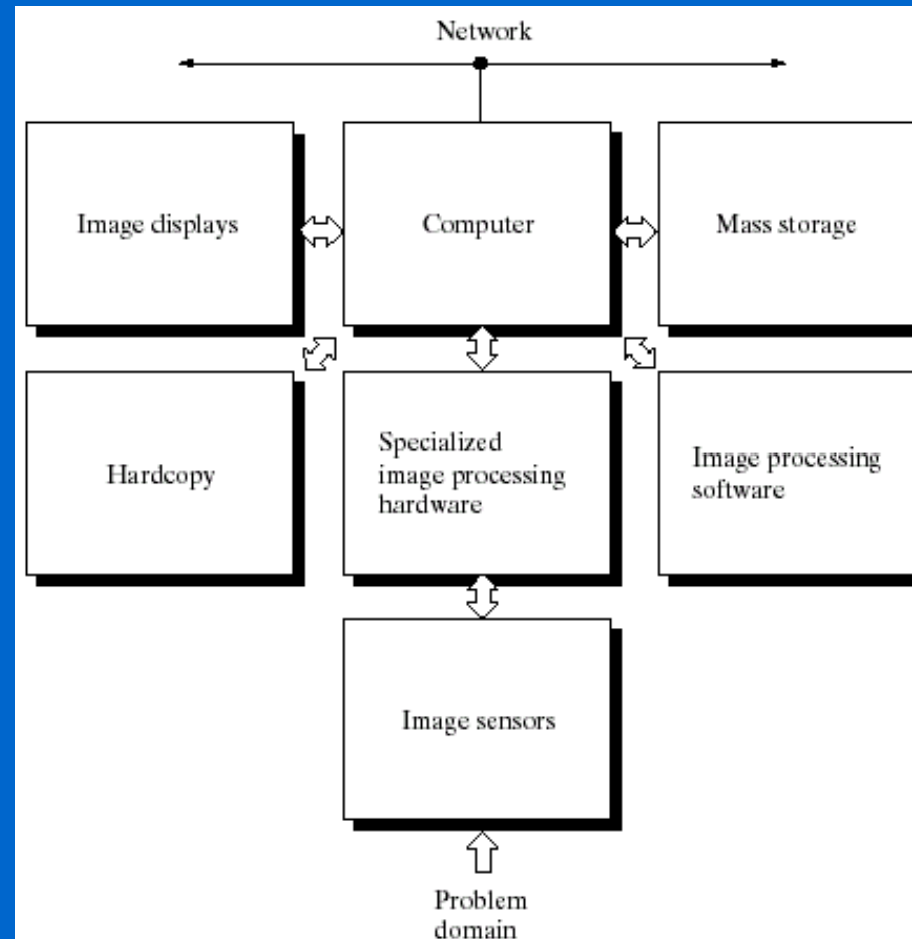 Network
Image displays
Computer
Mass storage
Hardcopy
Specialized
image processing
hardware
Image processing
software
Image sensors
Problem
domain